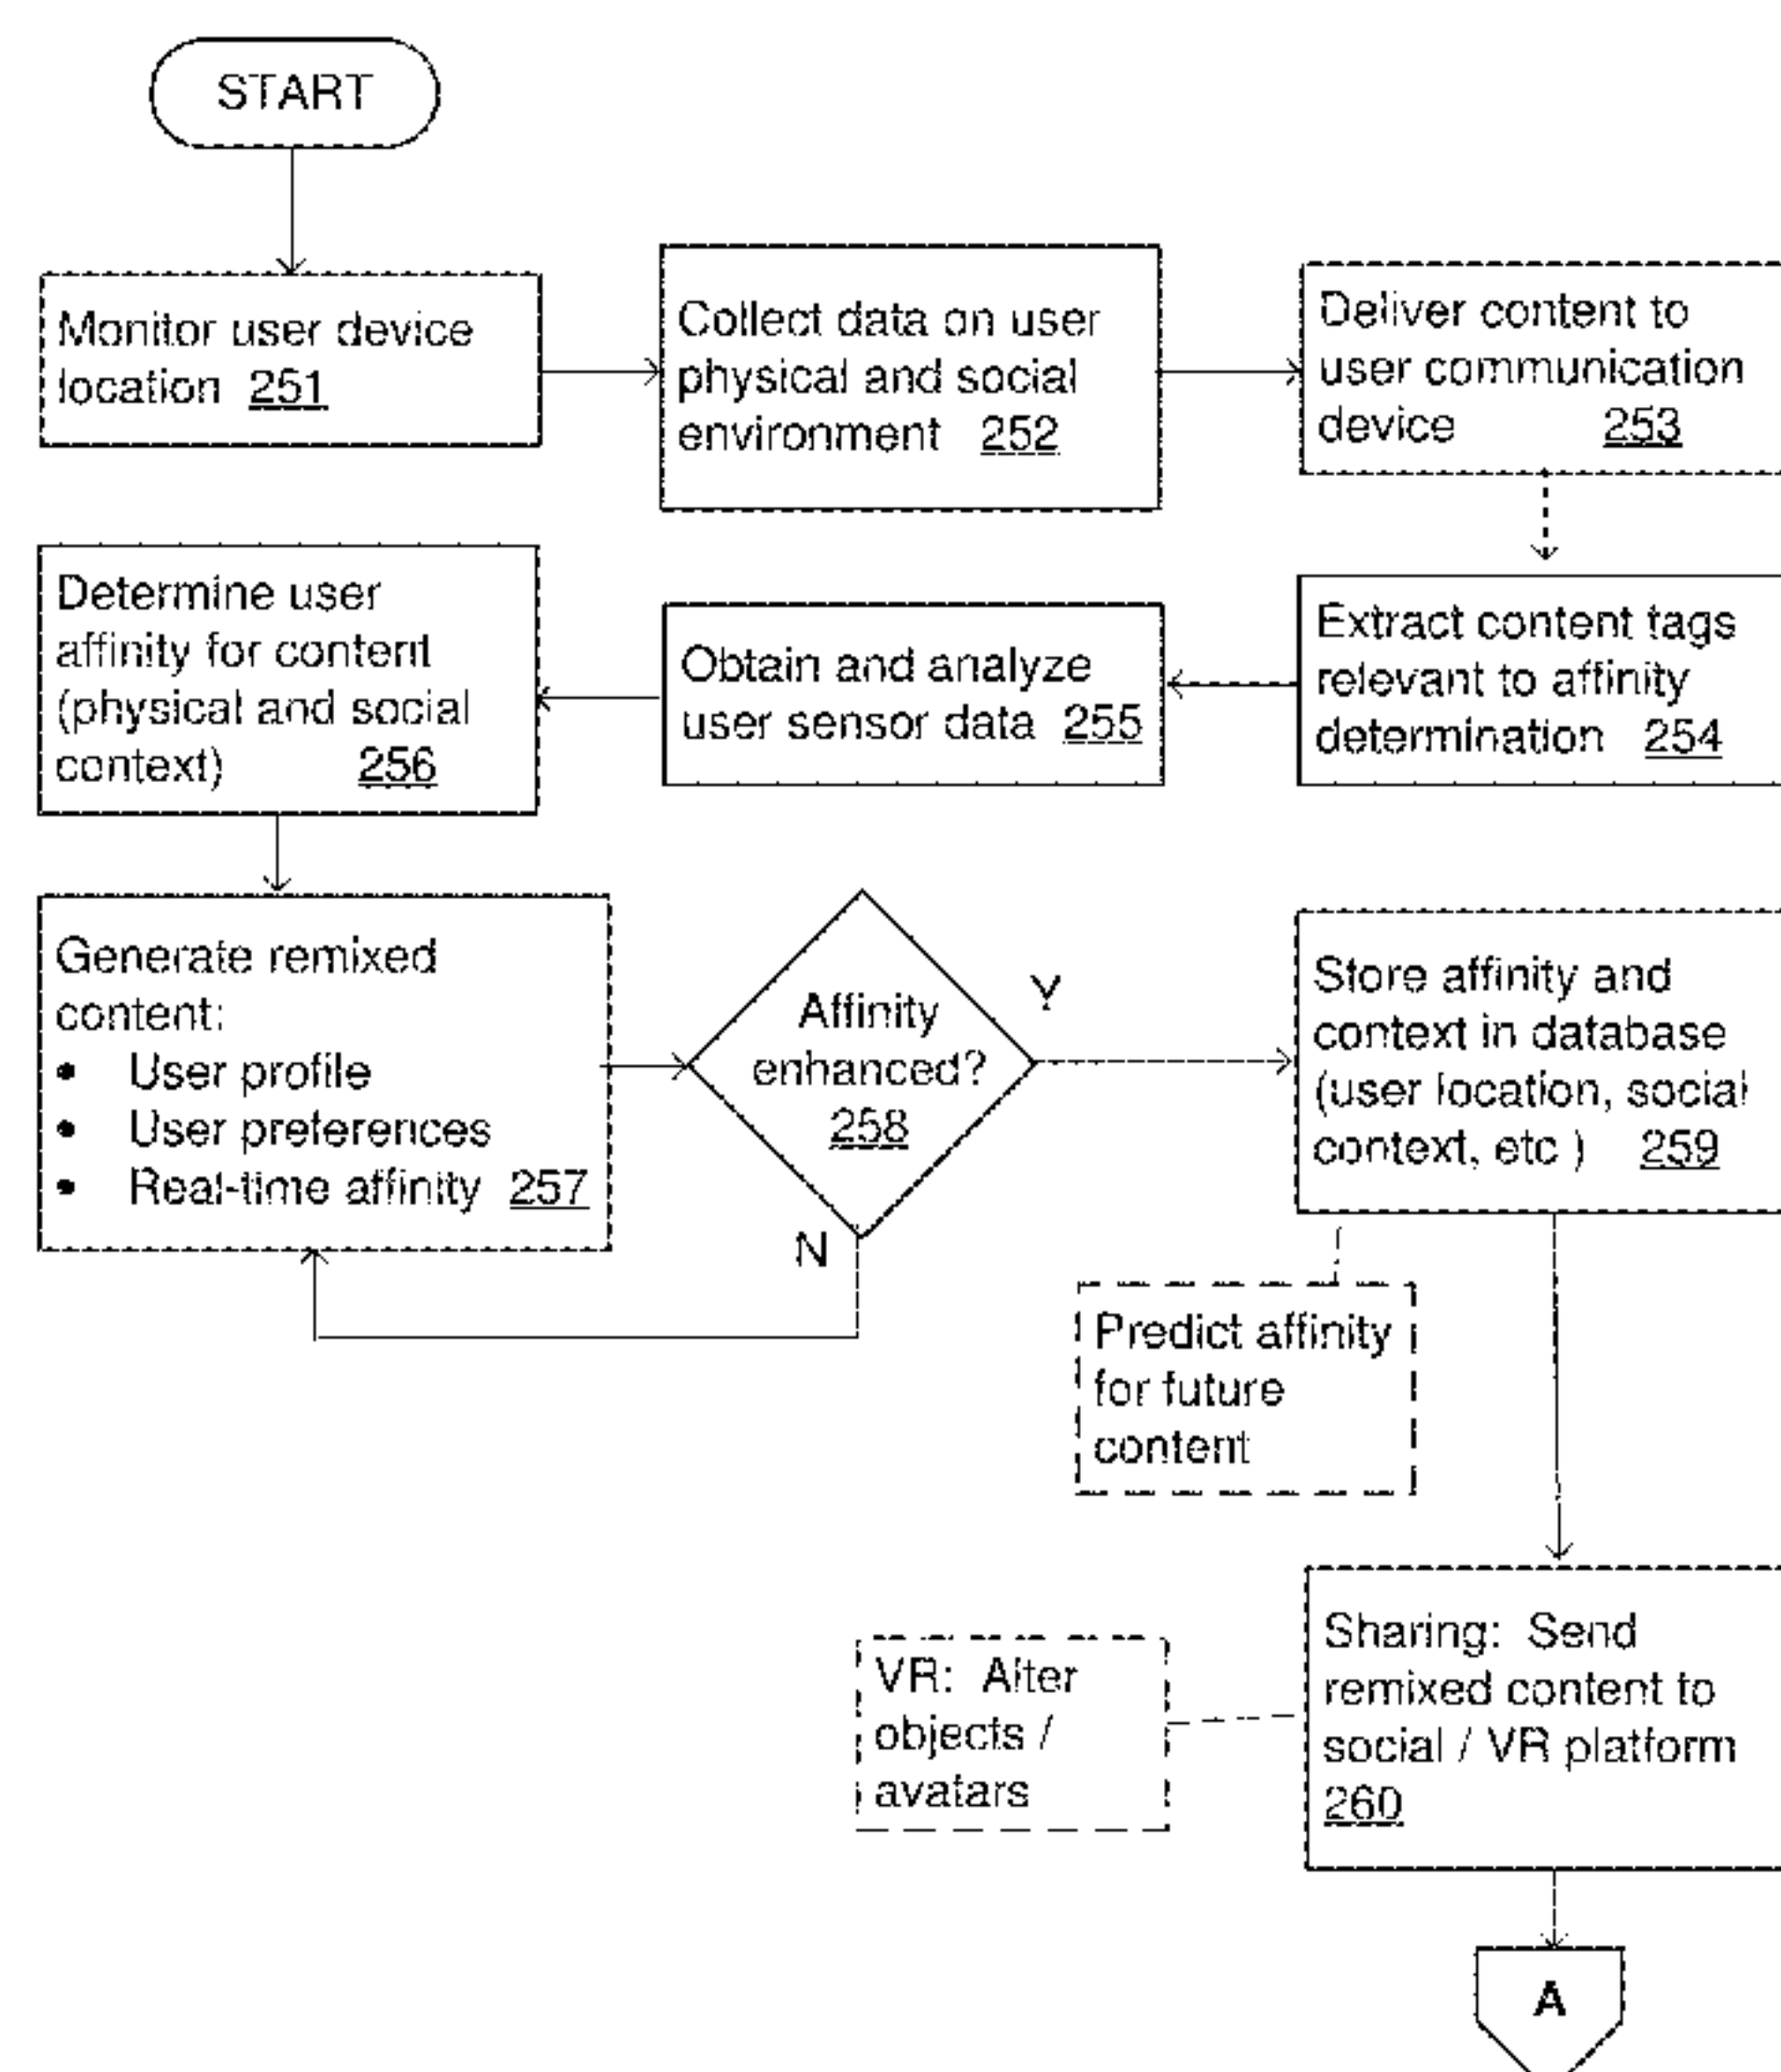 START
Monitor user device
location 251
Collect data on user
physical and social
environment 252
Deliver content to
user communication
device 253
Extract content tags
relevant to affinity
determination 254
Obtain and analyze
user sensor data 255
Determine user
affinity for content
(physical and social
context) 256
Generate remixed
content:
• User profile
• User preferences
• Real-time affinity 257
Affinity
enhanced?
258
Y
N
Store affinity and
context in database
(user location, social
context, etc ) 259
Predict affinity
for future
content
Sharing: Send
remixed content to
social / VR platform
260
VR: Alter
objects /
avatars
A